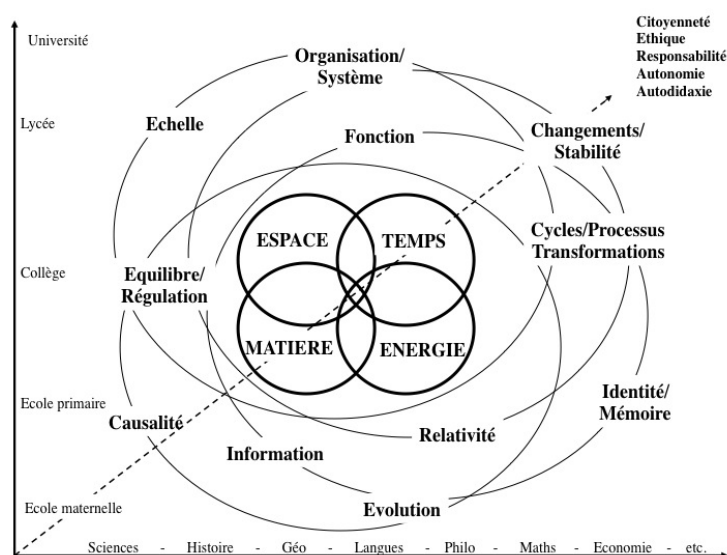 Citoyenneté
Ethique
Responsabilité
Autonomie
Autodidaxie
Université
Organisation/
Système
Lycée
Echelle
Fonction
Changements/
Stabilité
ESPACE
TEMPS
Cycles/Processus
Transformations
Collège
Equilibre/
Régulation
MATIERE
ENERGIE
Ecole primaire
Identité/
Mémoire
Causalité
Relativité
Information
Ecole maternelle
Evolution
Sciences - Histoire - Géo - Langues - Philo - Maths - Economie - etc.